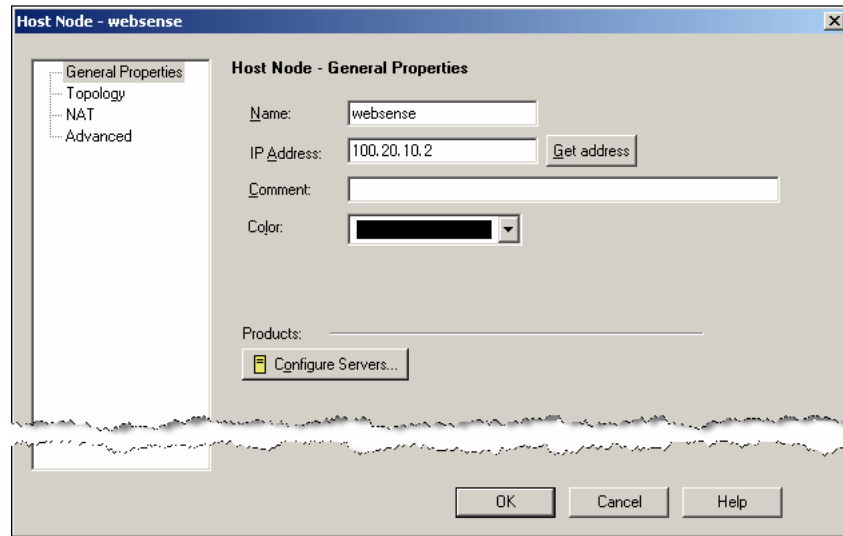 Host Node - websense
General Properties
Topology
NAT
Advanced
Host Node - General Properties
Name: websense
IP Address: 100.20.10.2 Get address
Comment:
Color:
Products:
Configure Servers...
OK Cancel Help